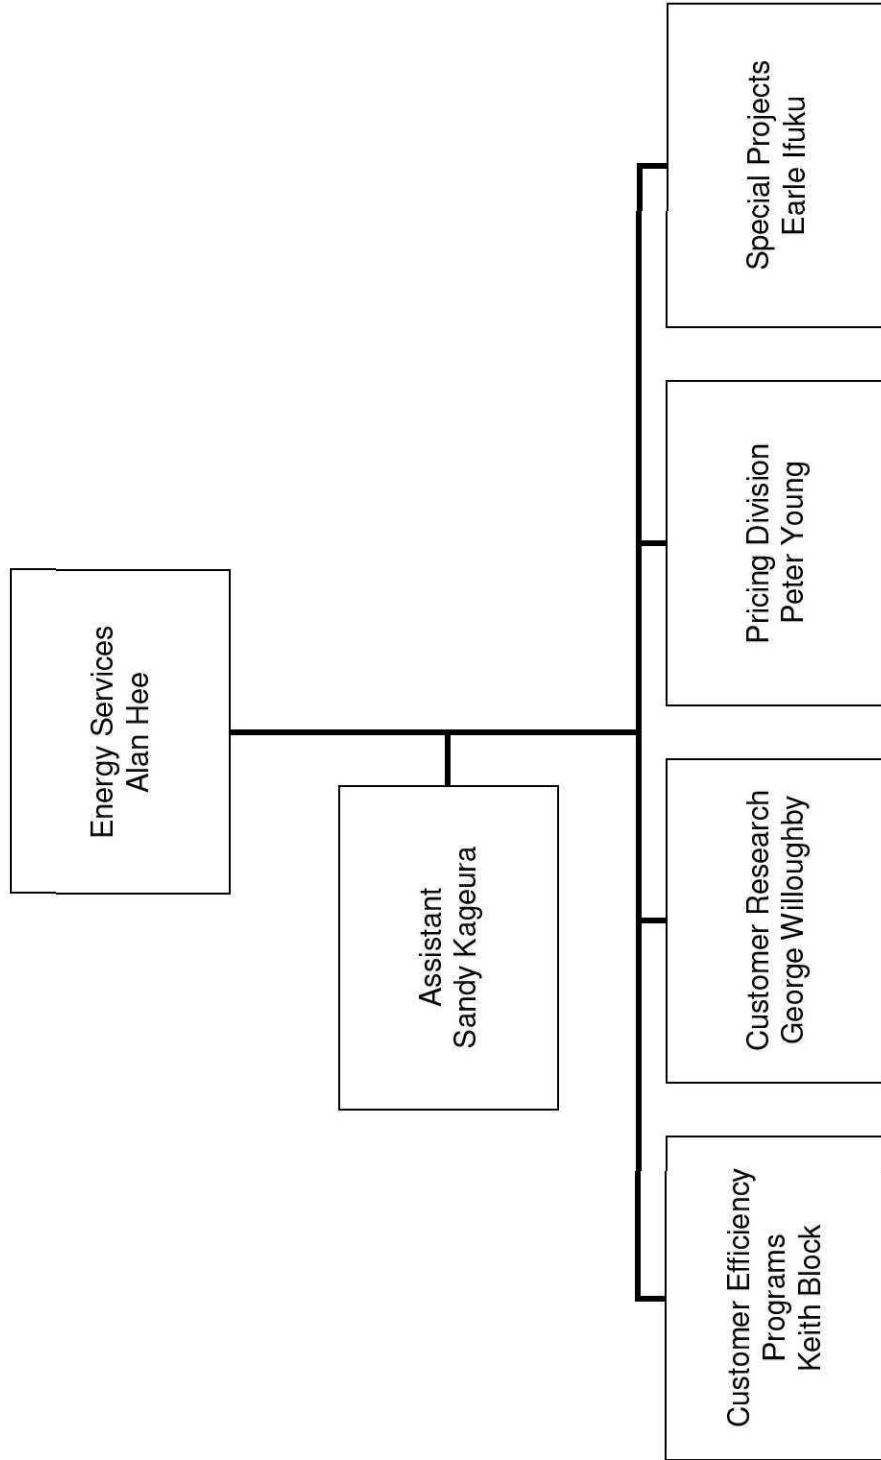 Energy Services
Alan Hee
Assistant
Sandy Kageura
Customer Efficiency
Programs
Keith Block
Customer Research
George Willoughby
Pricing Division
Peter Young
Special Projects
Earle Ifuku